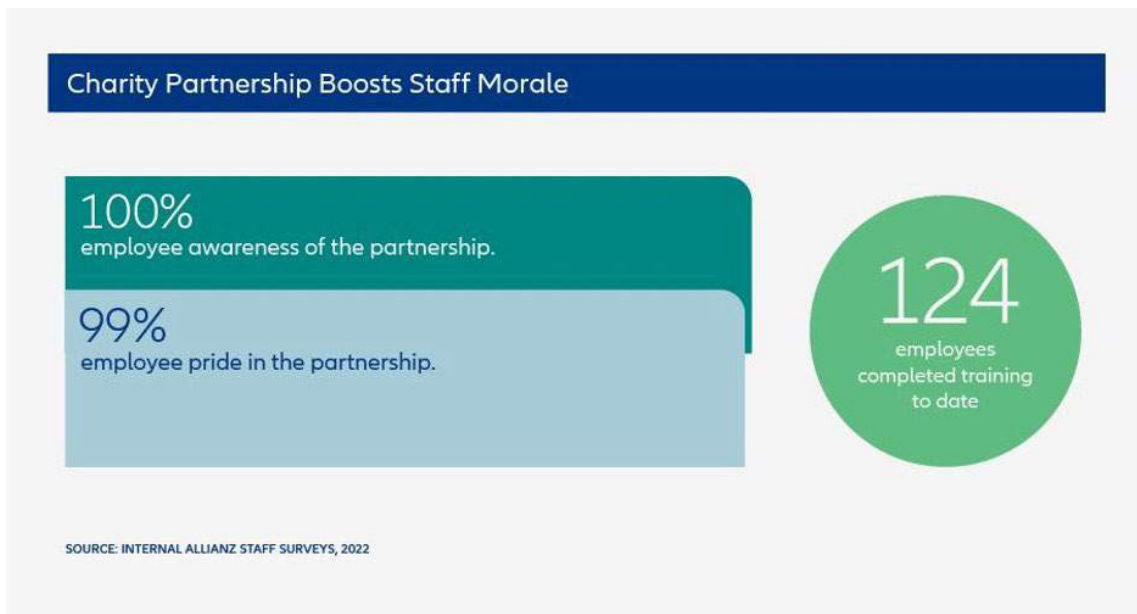 Charity Partnership Boosts Staff Morale
100%
employee awareness of the partnership.
99%
employee pride in the partnership.
124
employees
completed training
to date
SOURCE: INTERNAL ALLIANZ STAFF SURVEYS, 2022